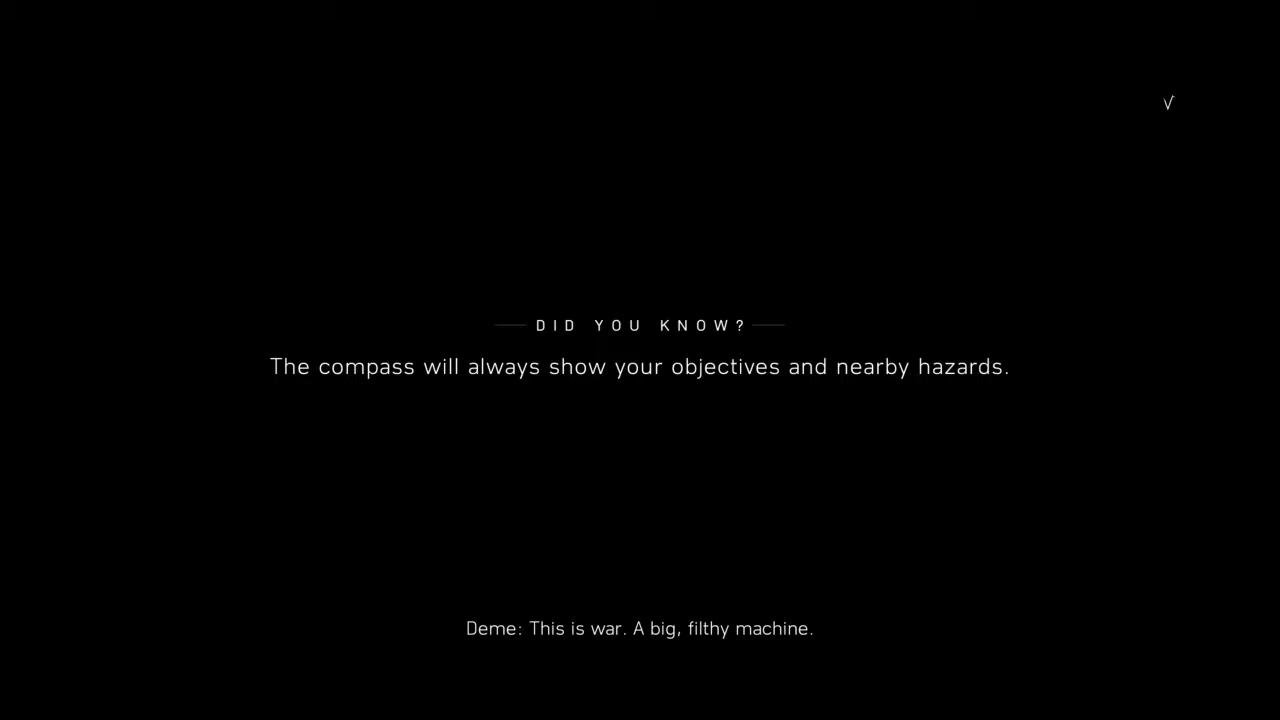 √
DID YOU KNOW?
The compass will always show your objectives and nearby hazards.
Deme: This is war. A big, filthy machine.